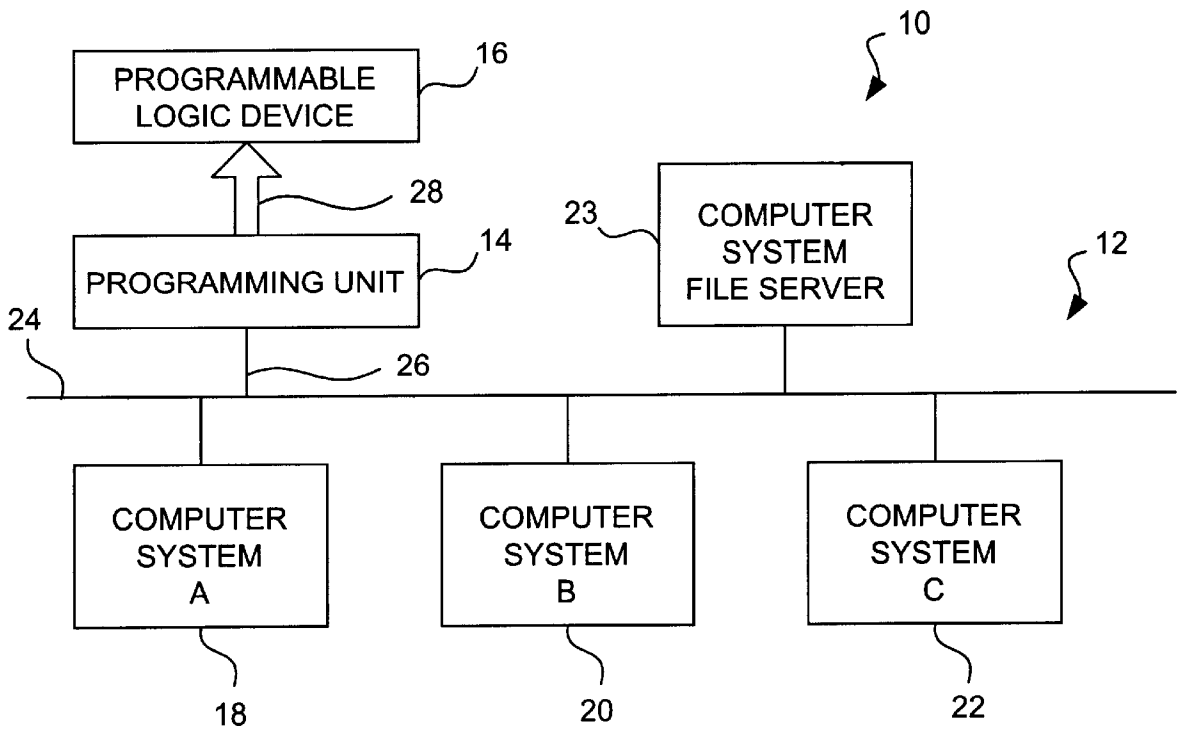 10
PROGRAMMABLE
LOGIC DEVICE
16
28
23
COMPUTER
SYSTEM
FILE SERVER
12
PROGRAMMING UNIT
14
24
26
COMPUTER
SYSTEM
A
COMPUTER
SYSTEM
B
COMPUTER
SYSTEM
C
18
20
22